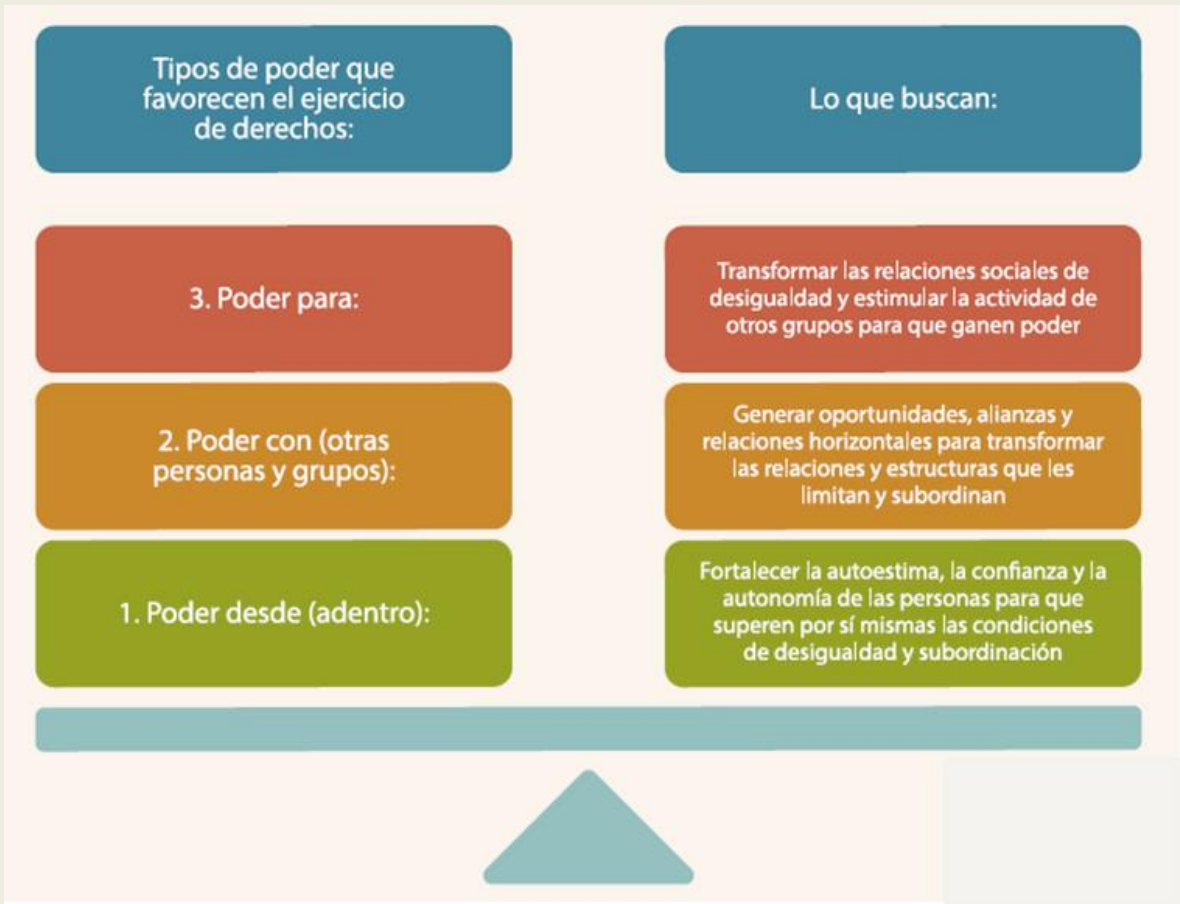 Tipos de poder que
favorecen el ejercicio
de derechos:
Lo que buscan:
3. Poder para:
Transformar las relaciones sociales de
desigualdad y estimular la actividad de
otros grupos para que ganen poder
2. Poder con (otras
personas y grupos):
Generar oportunidades, alianzas y
relaciones horizontales para transformar
las relaciones y estructuras que les
limitan y subordinan
1. Poder desde (adentro):
Fortalecer la autoestima, la confianza y la
autonomía de las personas para que
superen por sí mismas las condiciones
de desigualdad y subordinación